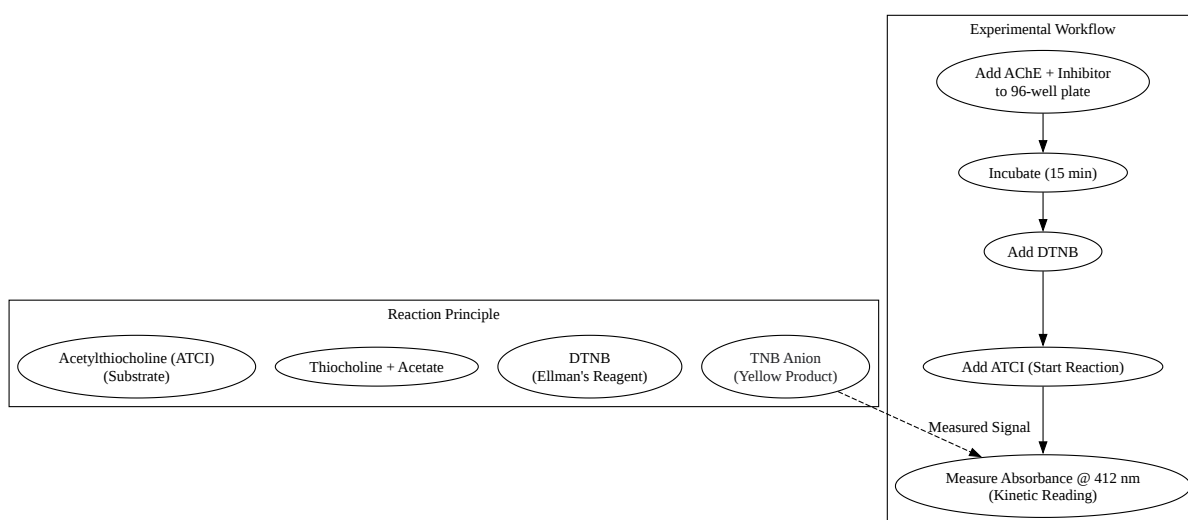 Experimental Workflow
Add AChE + Inhibitor
to 96-well plate
Incubate (15 min)
Add DTNB
Reaction Principle
Acetylthiocholine (ATCI)
(Substrate)
Thiocholine + Acetate
DTNB
(Ellman's Reagent)
TNB Anion
(Yellow Product)
Add ATCI (Start Reaction)
Measured Signal
Measure Absorbance @ 412 nm
(Kinetic Reading)